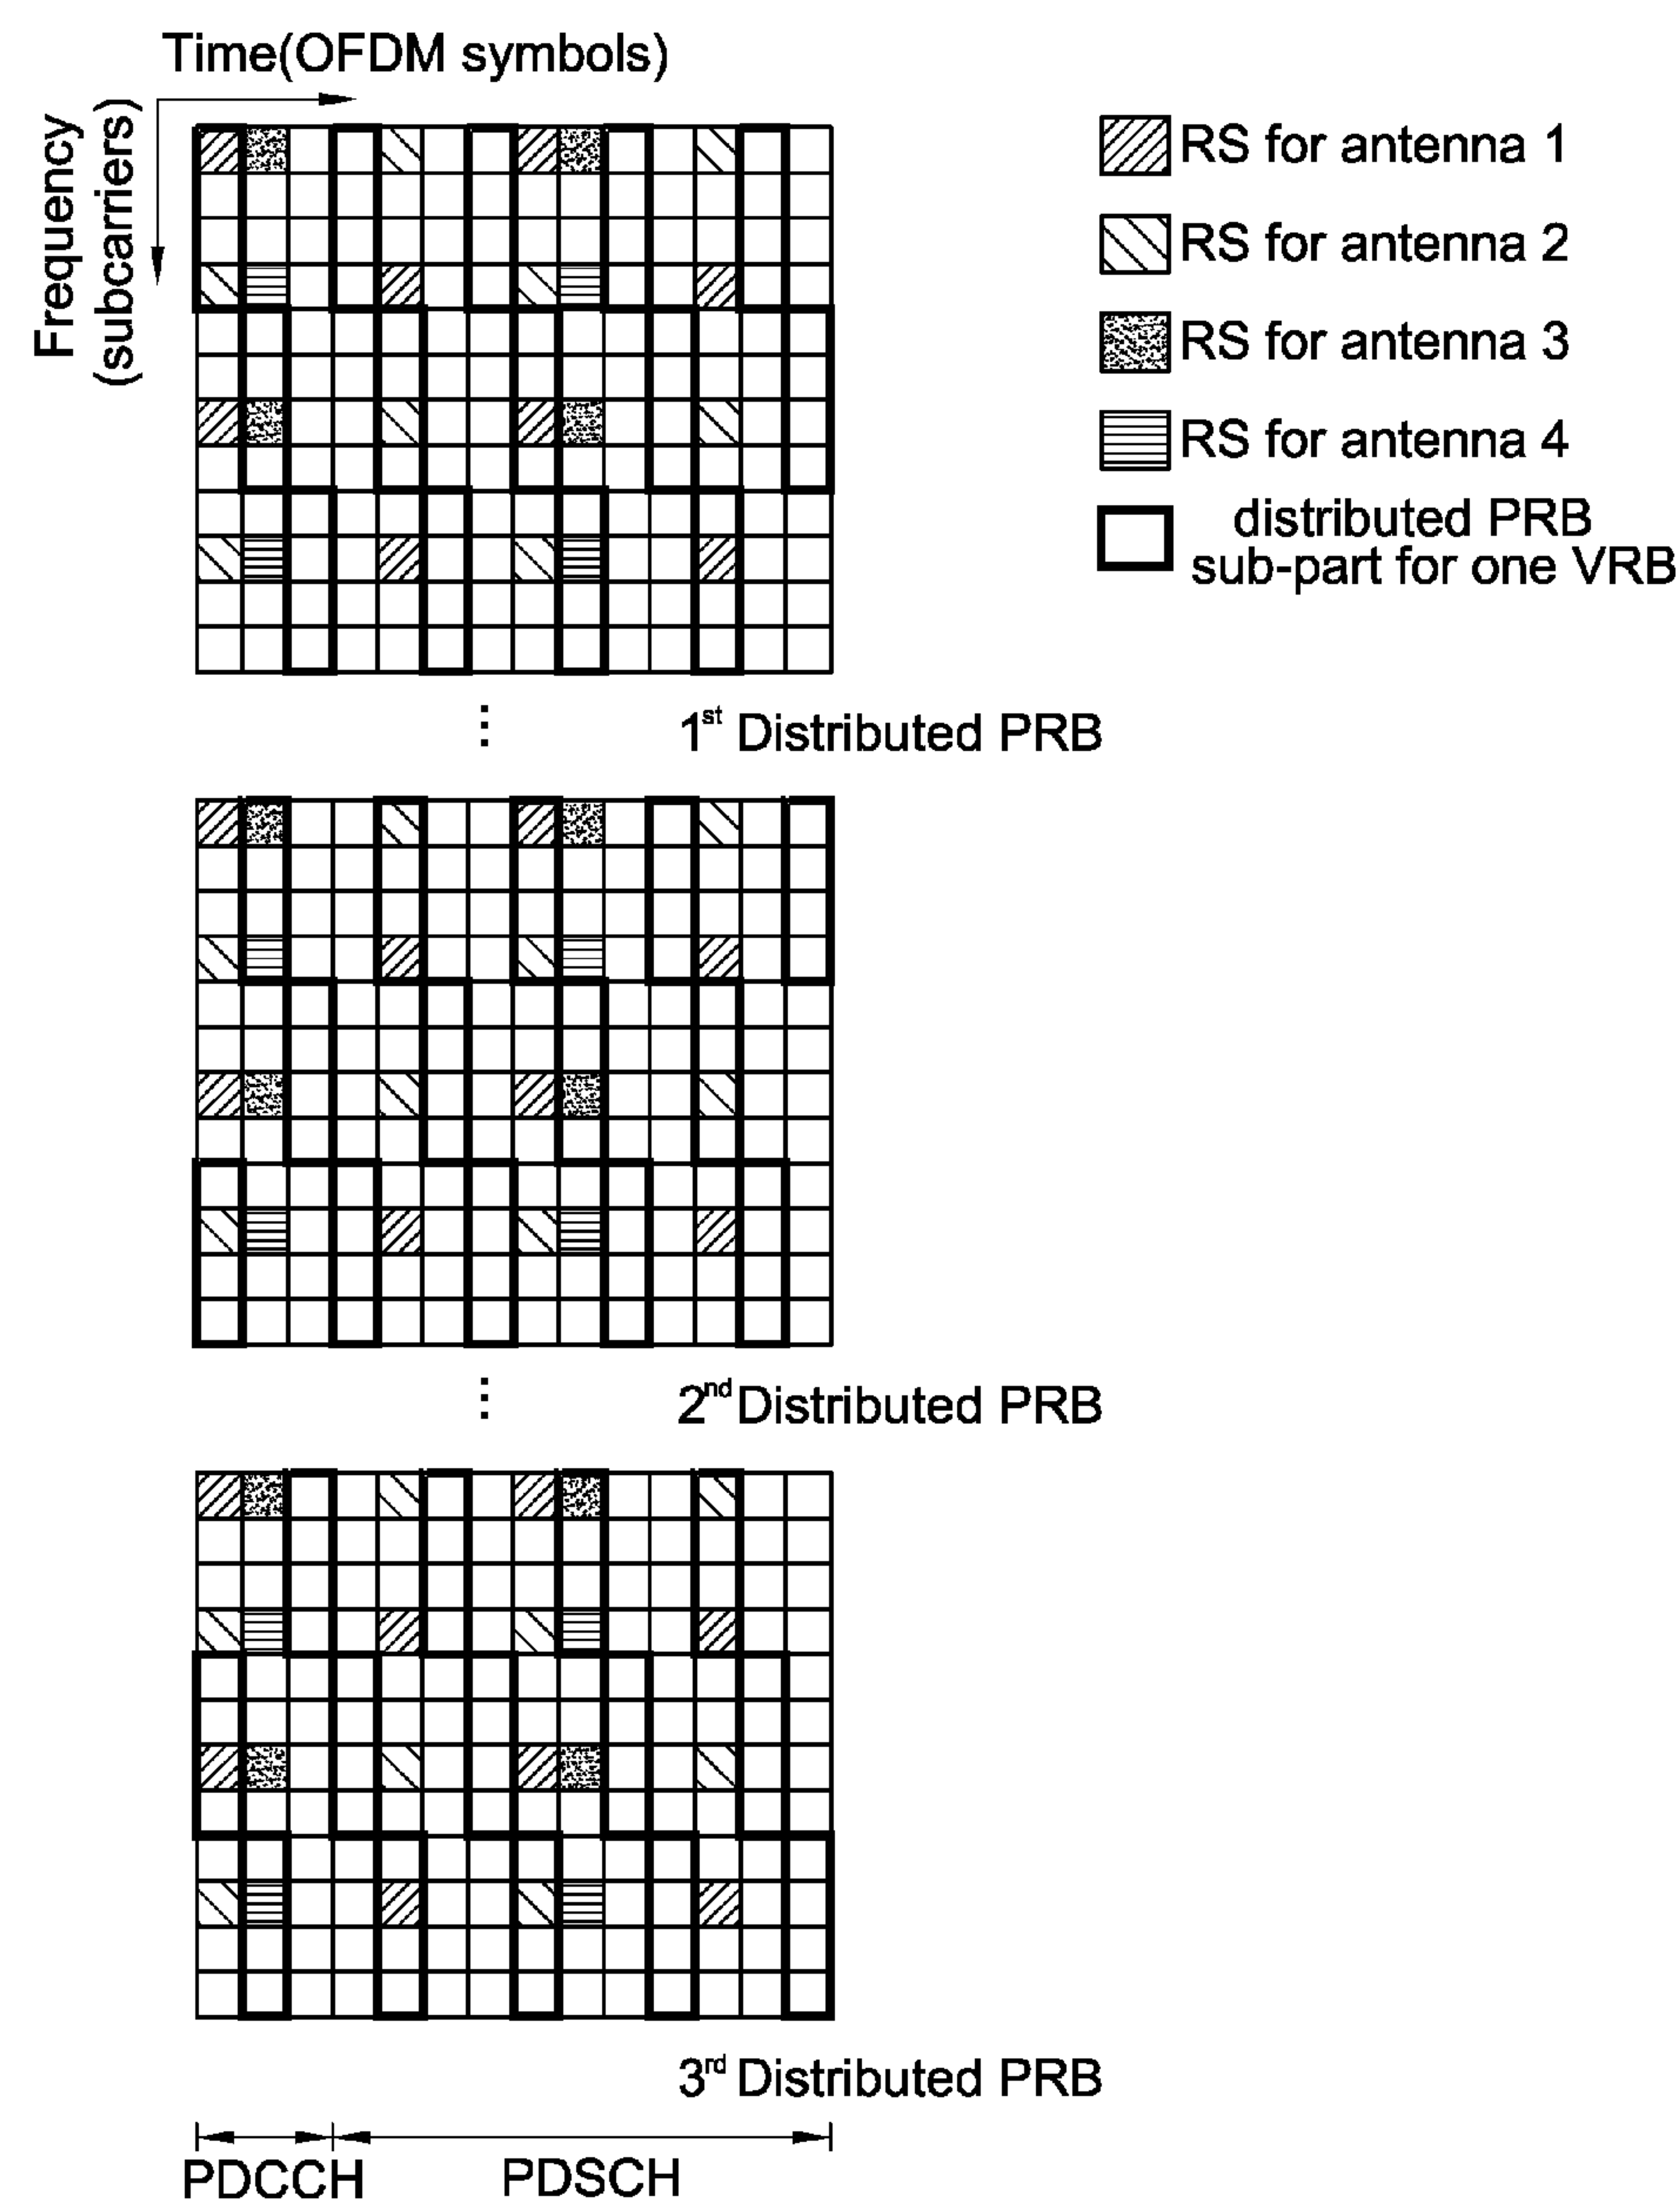 Time(OFDM symbols)
Frequency
(subcarriers)
RS for antenna 1
RS for antenna 2
RS for antenna 3
RS for antenna 4
distributed PRB
sub-part for one VRB
1st Distributed PRB
2nd Distributed PRB
3rd Distributed PRB
PDCCH
PDSCH